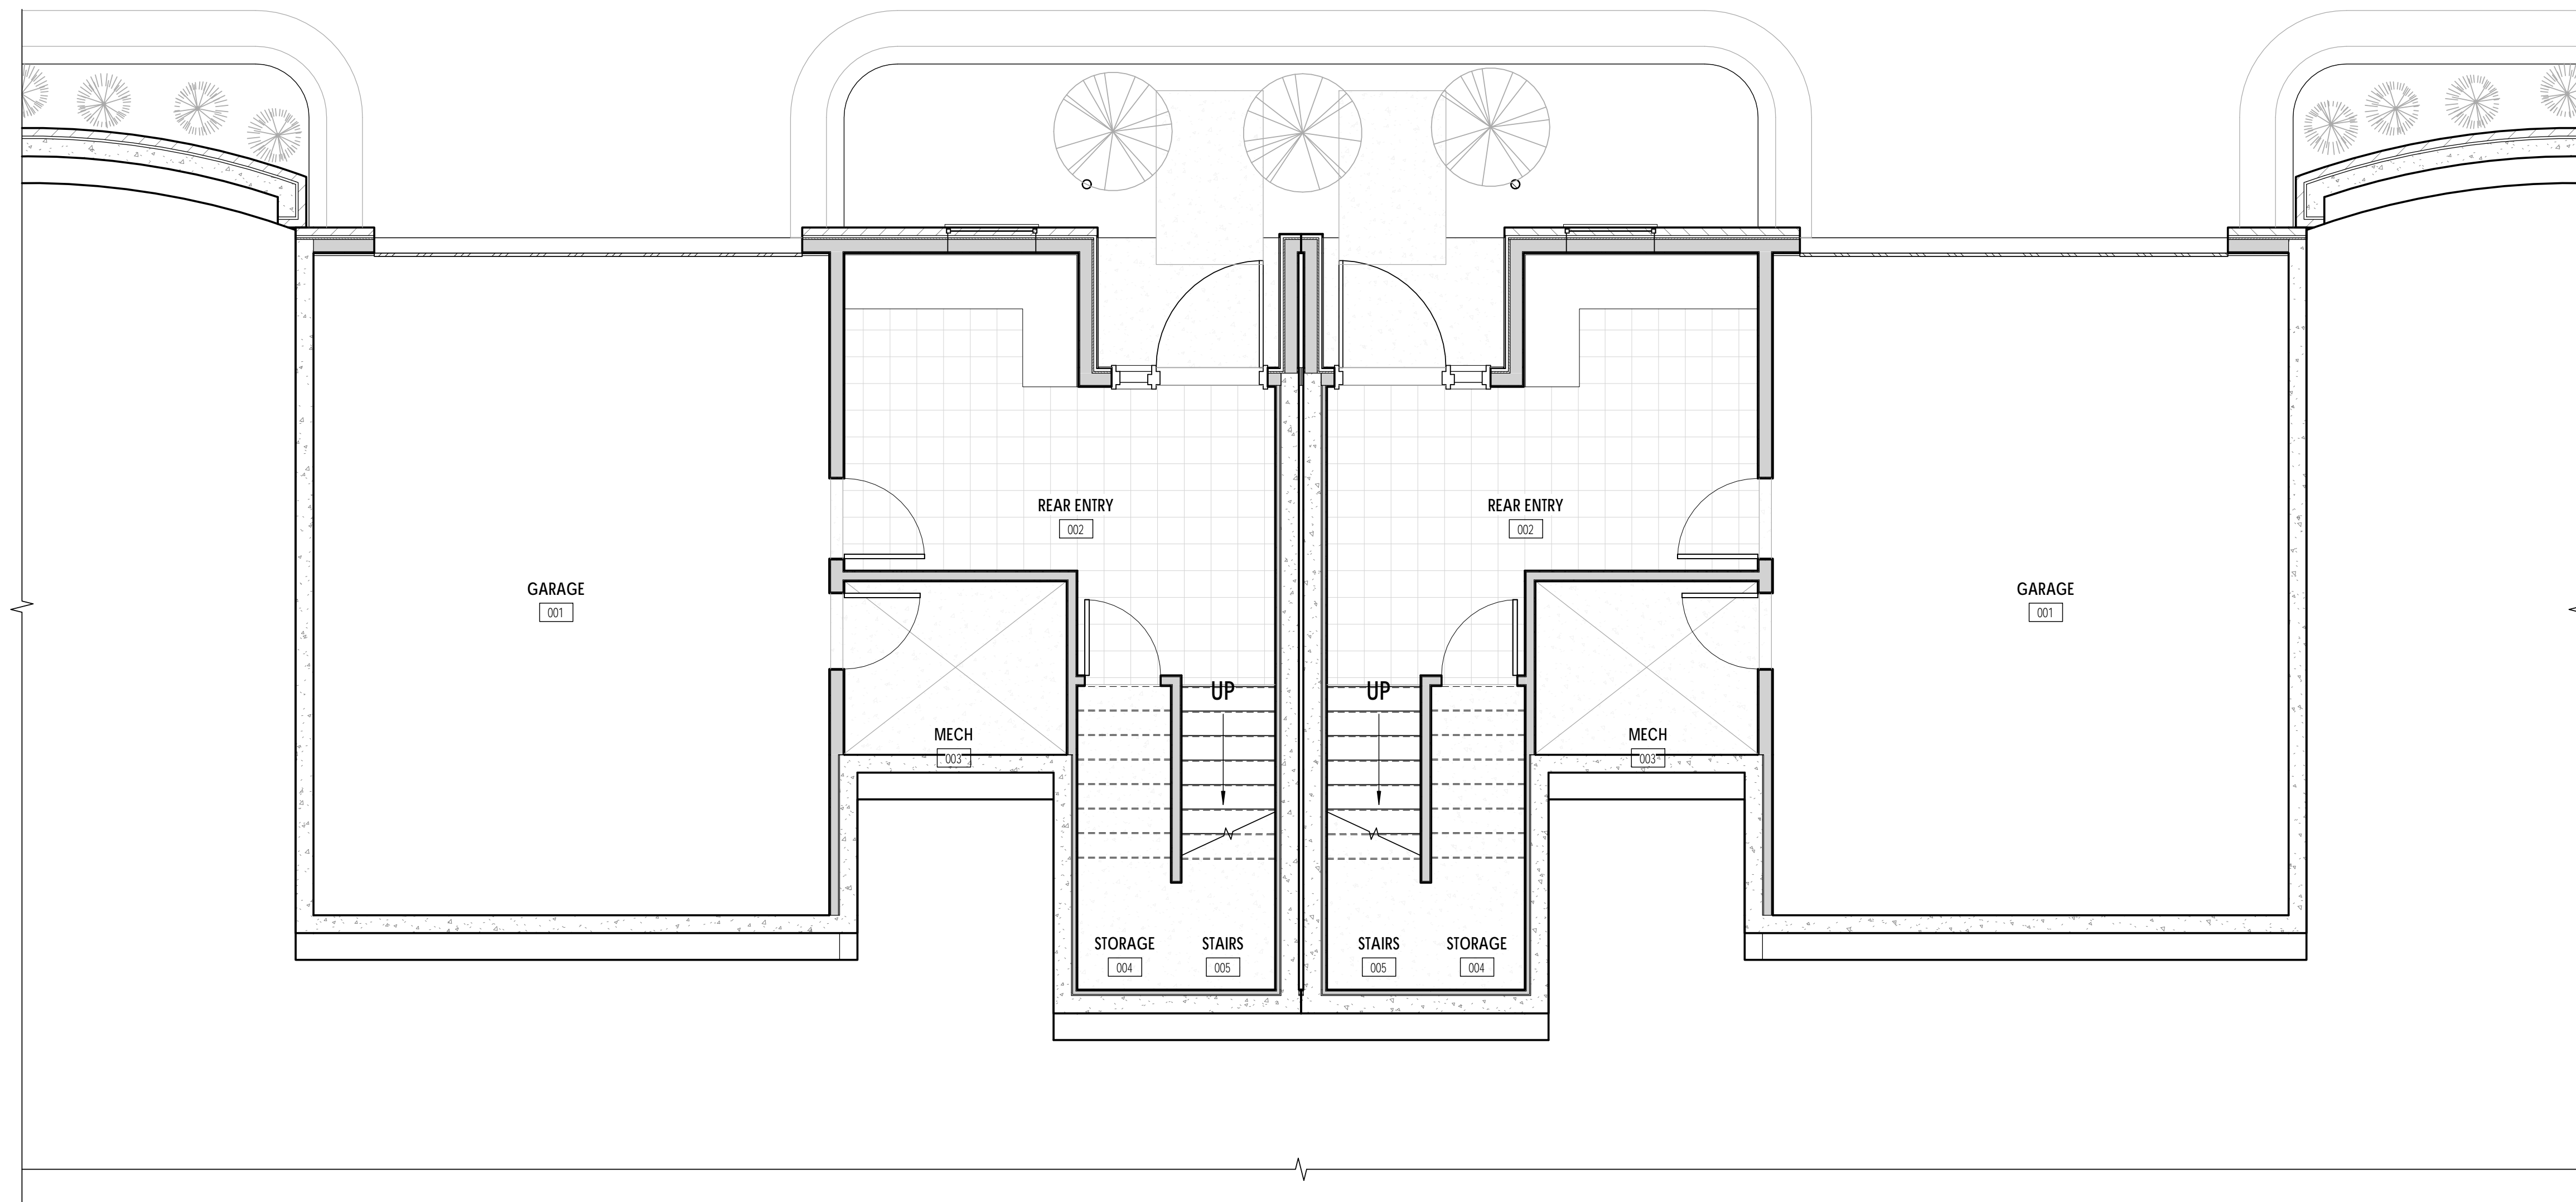 REAR ENTRY
002
REAR ENTRY
002
GARAGE
001
GARAGE
001
UP
UP
MECH
003
MECH
003
STORAGE
004
STAIRS
005
STAIRS
005
STORAGE
004